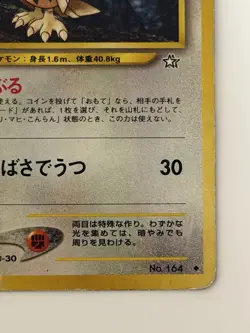 ケモン：身長1.6m、体重40.8kg
ぶる
れる。コインを投げて「おもて」なら、相手の手札を
ード」があれば、1枚を選び、それを山札にもどして、
リ・マヒ・こんらん」状態のとき、この力は使えない。
ばさでうつ 30
-30
両目は特殊な作り。わずかな
光を集めては、暗やみでも
周りを見わける。
No.164 ◆